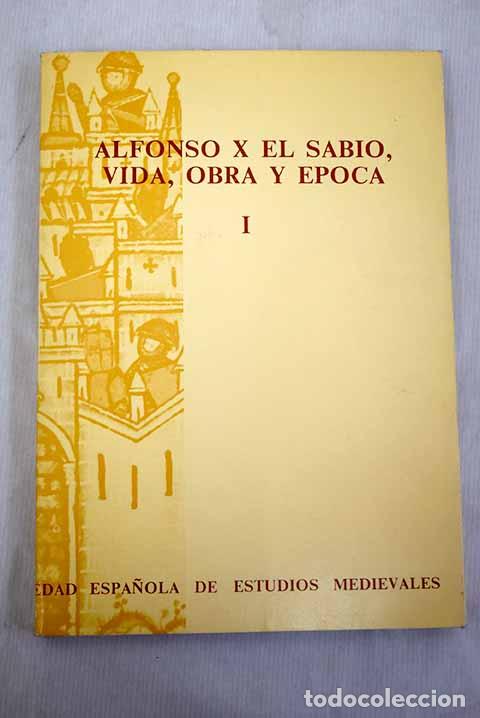 ALFONSO X EL SABIO,
VIDA, OBRA Y EPOCA
I
EDAD ESPAÑOLA DE ESTUDIOS MEDIEVALES
todocoleccion